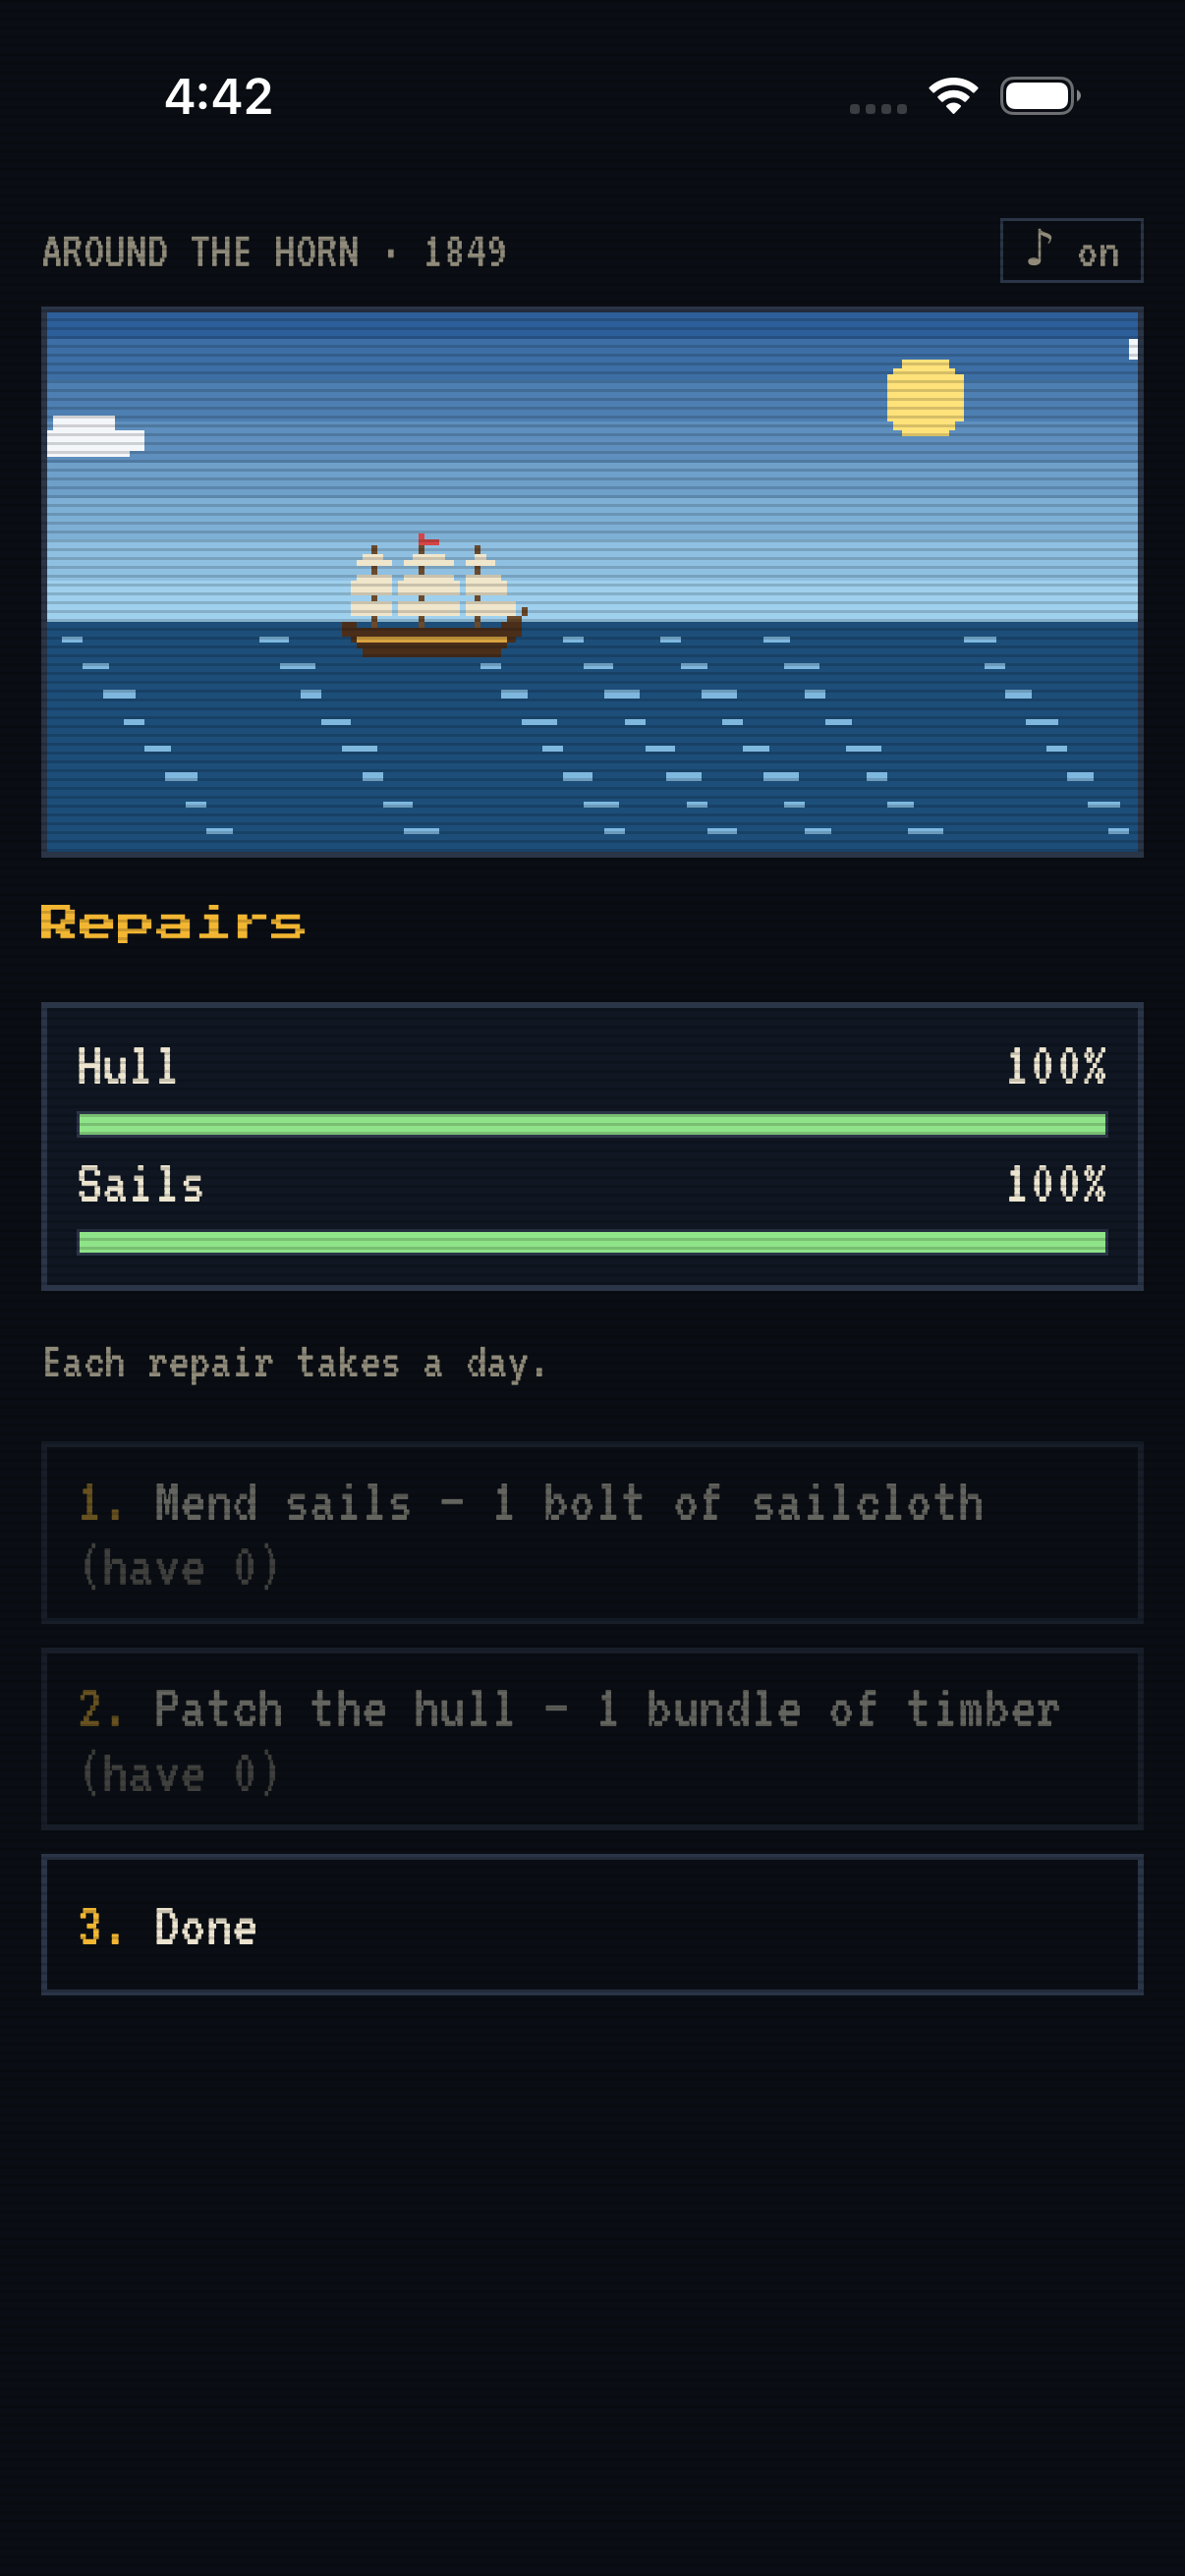 4:42
AROUND THE HORN · 1849
♪ on
Repairs
Hull 100%
Sails 100%
Each repair takes a day.
1. Mend sails — 1 bolt of sailcloth
(have 0)
2. Patch the hull — 1 bundle of timber
(have 0)
3. Done